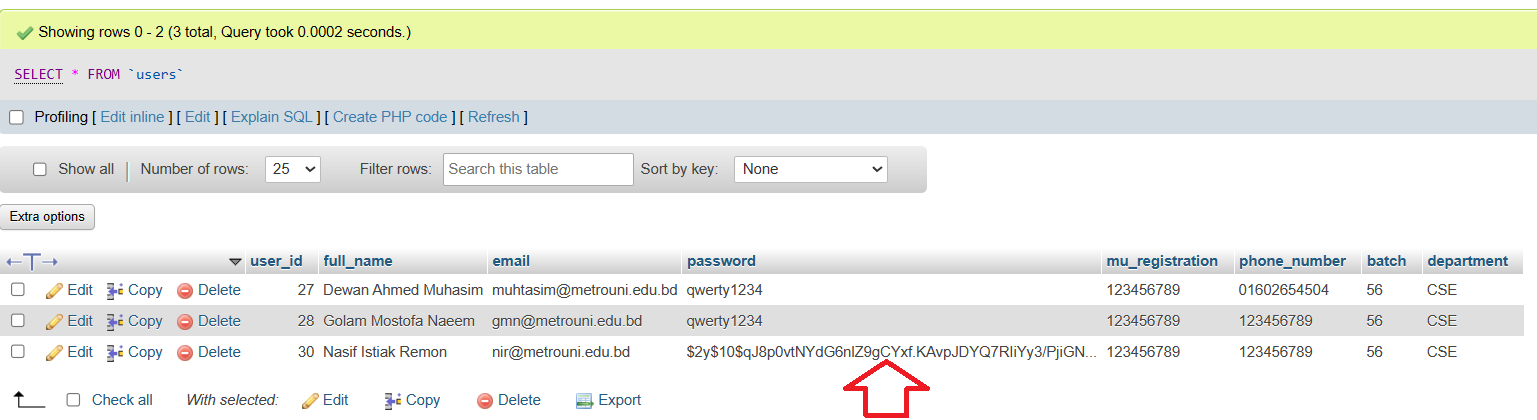 Showing rows 0 - 2 (3 total, Query took 0.0002 seconds.)
SELECT * FROM `users`
Profiling [ Edit inline ] [ Edit ] [ Explain SQL ] [ Create PHP code ] [ Refresh ]
Show all Number of rows: 25 Filter rows: Search this table Sort by key: None
Extra options
←T→ user_id full_name email password mu_registration phone_number batch department
Edit Copy Delete 27 Dewan Ahmed Muhasim muhtasim@metrouni.edu.bd qwerty1234 123456789 01602654504 56 CSE
Edit Copy Delete 28 Golam Mostofa Naeem gmn@metrouni.edu.bd qwerty1234 123456789 123456789 56 CSE
Edit Copy Delete 30 Nasif Istiak Remon nir@metrouni.edu.bd 123456789 123456789 56 CSE
Check all With selected: Edit Copy Delete Export